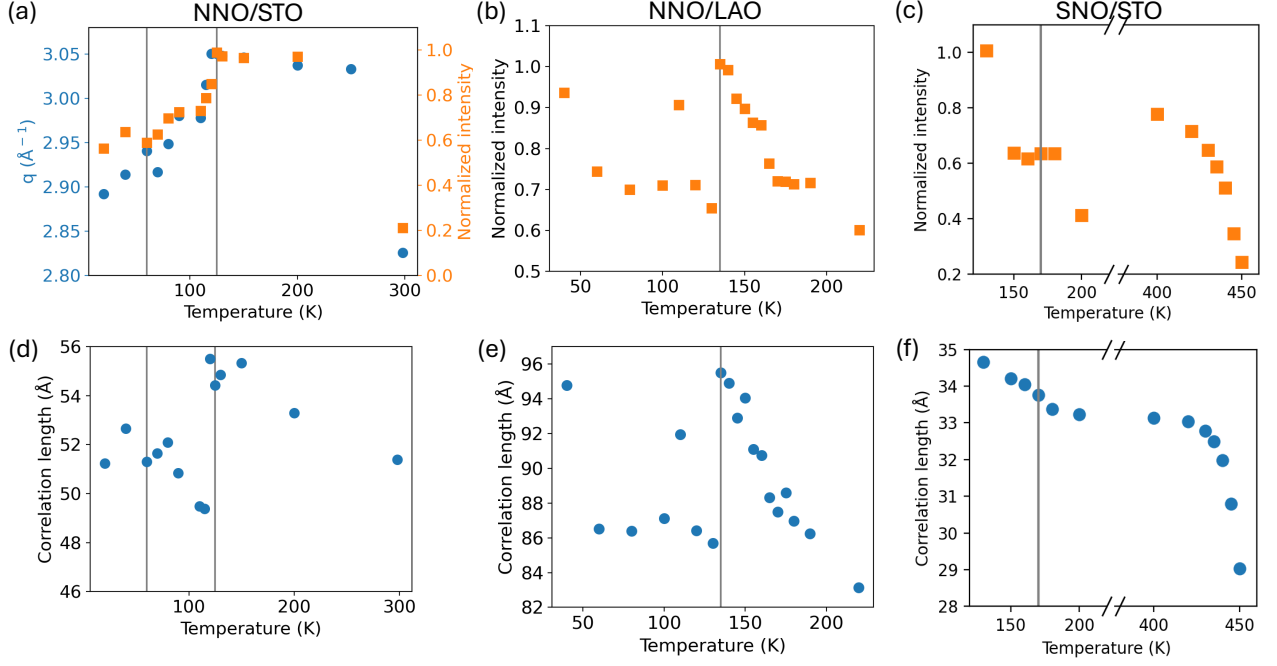 (a) NNO/STO
q (Å⁻¹)
3.05
3.00
2.95
2.90
2.85
2.80
1.0
0.8
0.6
0.4
0.2
0.0
Normalized intensity
100 200 300
Temperature (K)
(b) NNO/LAO
Normalized intensity
1.1
1.0
0.9
0.8
0.7
0.6
0.5
50 100 150 200
Temperature (K)
(c) SNO/STO
Normalized intensity
1.0
0.8
0.6
0.4
0.2
150 200 400 450
Temperature (K)
(d)
Correlation length (Å)
56
54
52
50
48
46
100 200 300
Temperature (K)
(e)
Correlation length (Å)
96
94
92
90
88
86
84
82
50 100 150 200
Temperature (K)
(f)
Correlation length (Å)
35
34
33
32
31
30
29
28
150 200 400 450
Temperature (K)